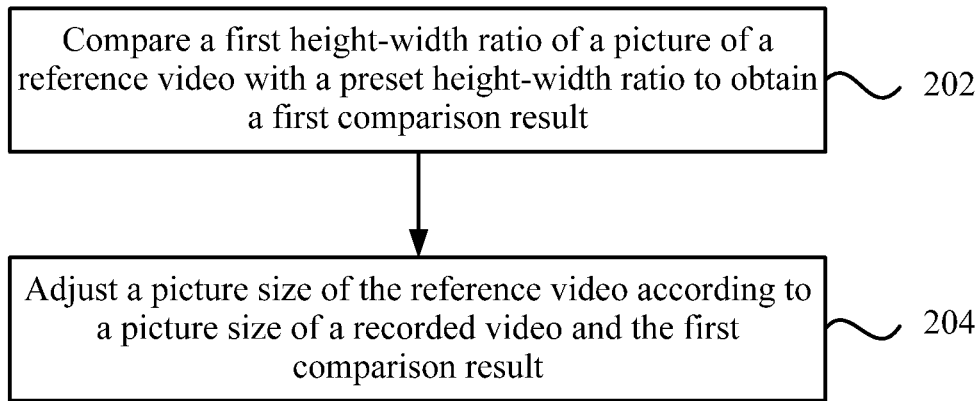 Compare a first height-width ratio of a picture of a
reference video with a preset height-width ratio to obtain
a first comparison result
202
Adjust a picture size of the reference video according to
a picture size of a recorded video and the first
comparison result
204